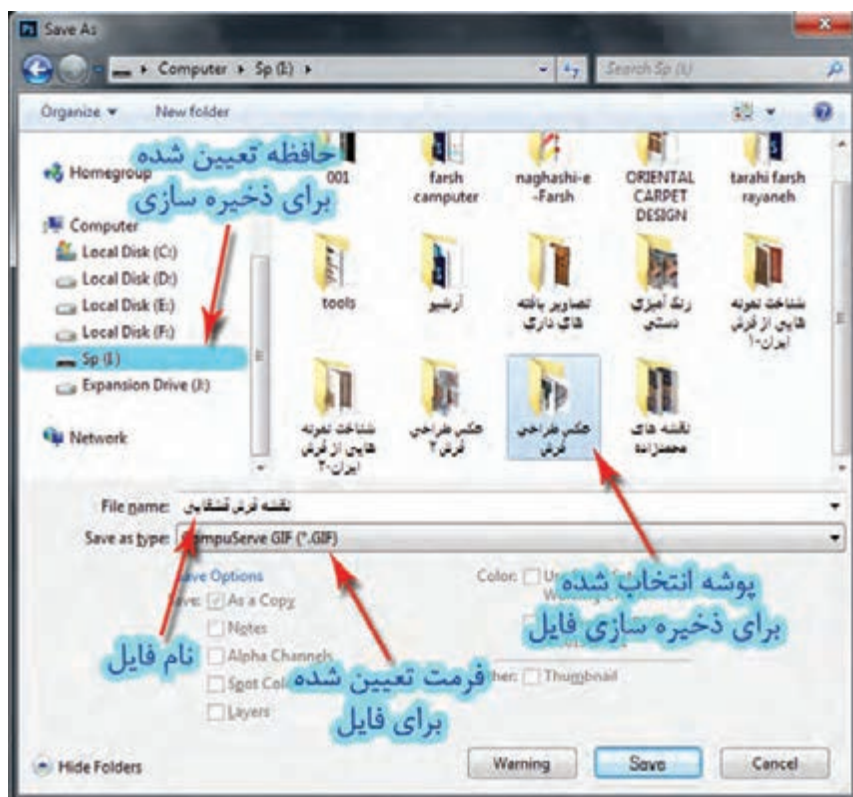 Save As
Computer ▸ Sp (I:) ▸
Search Sp (I:)
Organize ▾ New folder
Homegroup
Computer
Local Disk (C:)
Local Disk (D:)
Local Disk (E:)
Local Disk (F:)
Sp (I:)
Expansion Drive (J:)
Network
حافظه تعیین شده
برای ذخیره سازی
001
farsh
camputer
naghashi-e
-Farsh
ORIENTAL
CARPET
DESIGN
tarahi farsh
rayaneh
tools
آرشیو
تصاویر بافته
های داری
رنگ آمیزی
دستی
شناخت نمونه
هایی از فرش
ایران-۱
شناخت نمونه
هایی از فرش
ایران-۲
عکس طراحی
فرش ۲
عکس طراحی
فرش
نقشه های
محمدزاده
File name: نقشه فرش قشقایی
Save as type: CompuServe GIF (*.GIF)
Save Options
Save: As a Copy
Notes
Alpha Channels
Spot
Layers
Color:
Thumbnail
پوشه انتخاب شده
برای ذخیره سازی فایل
نام فایل
فرمت تعیین شده
برای فایل
Hide Folders
Warning
Save
Cancel